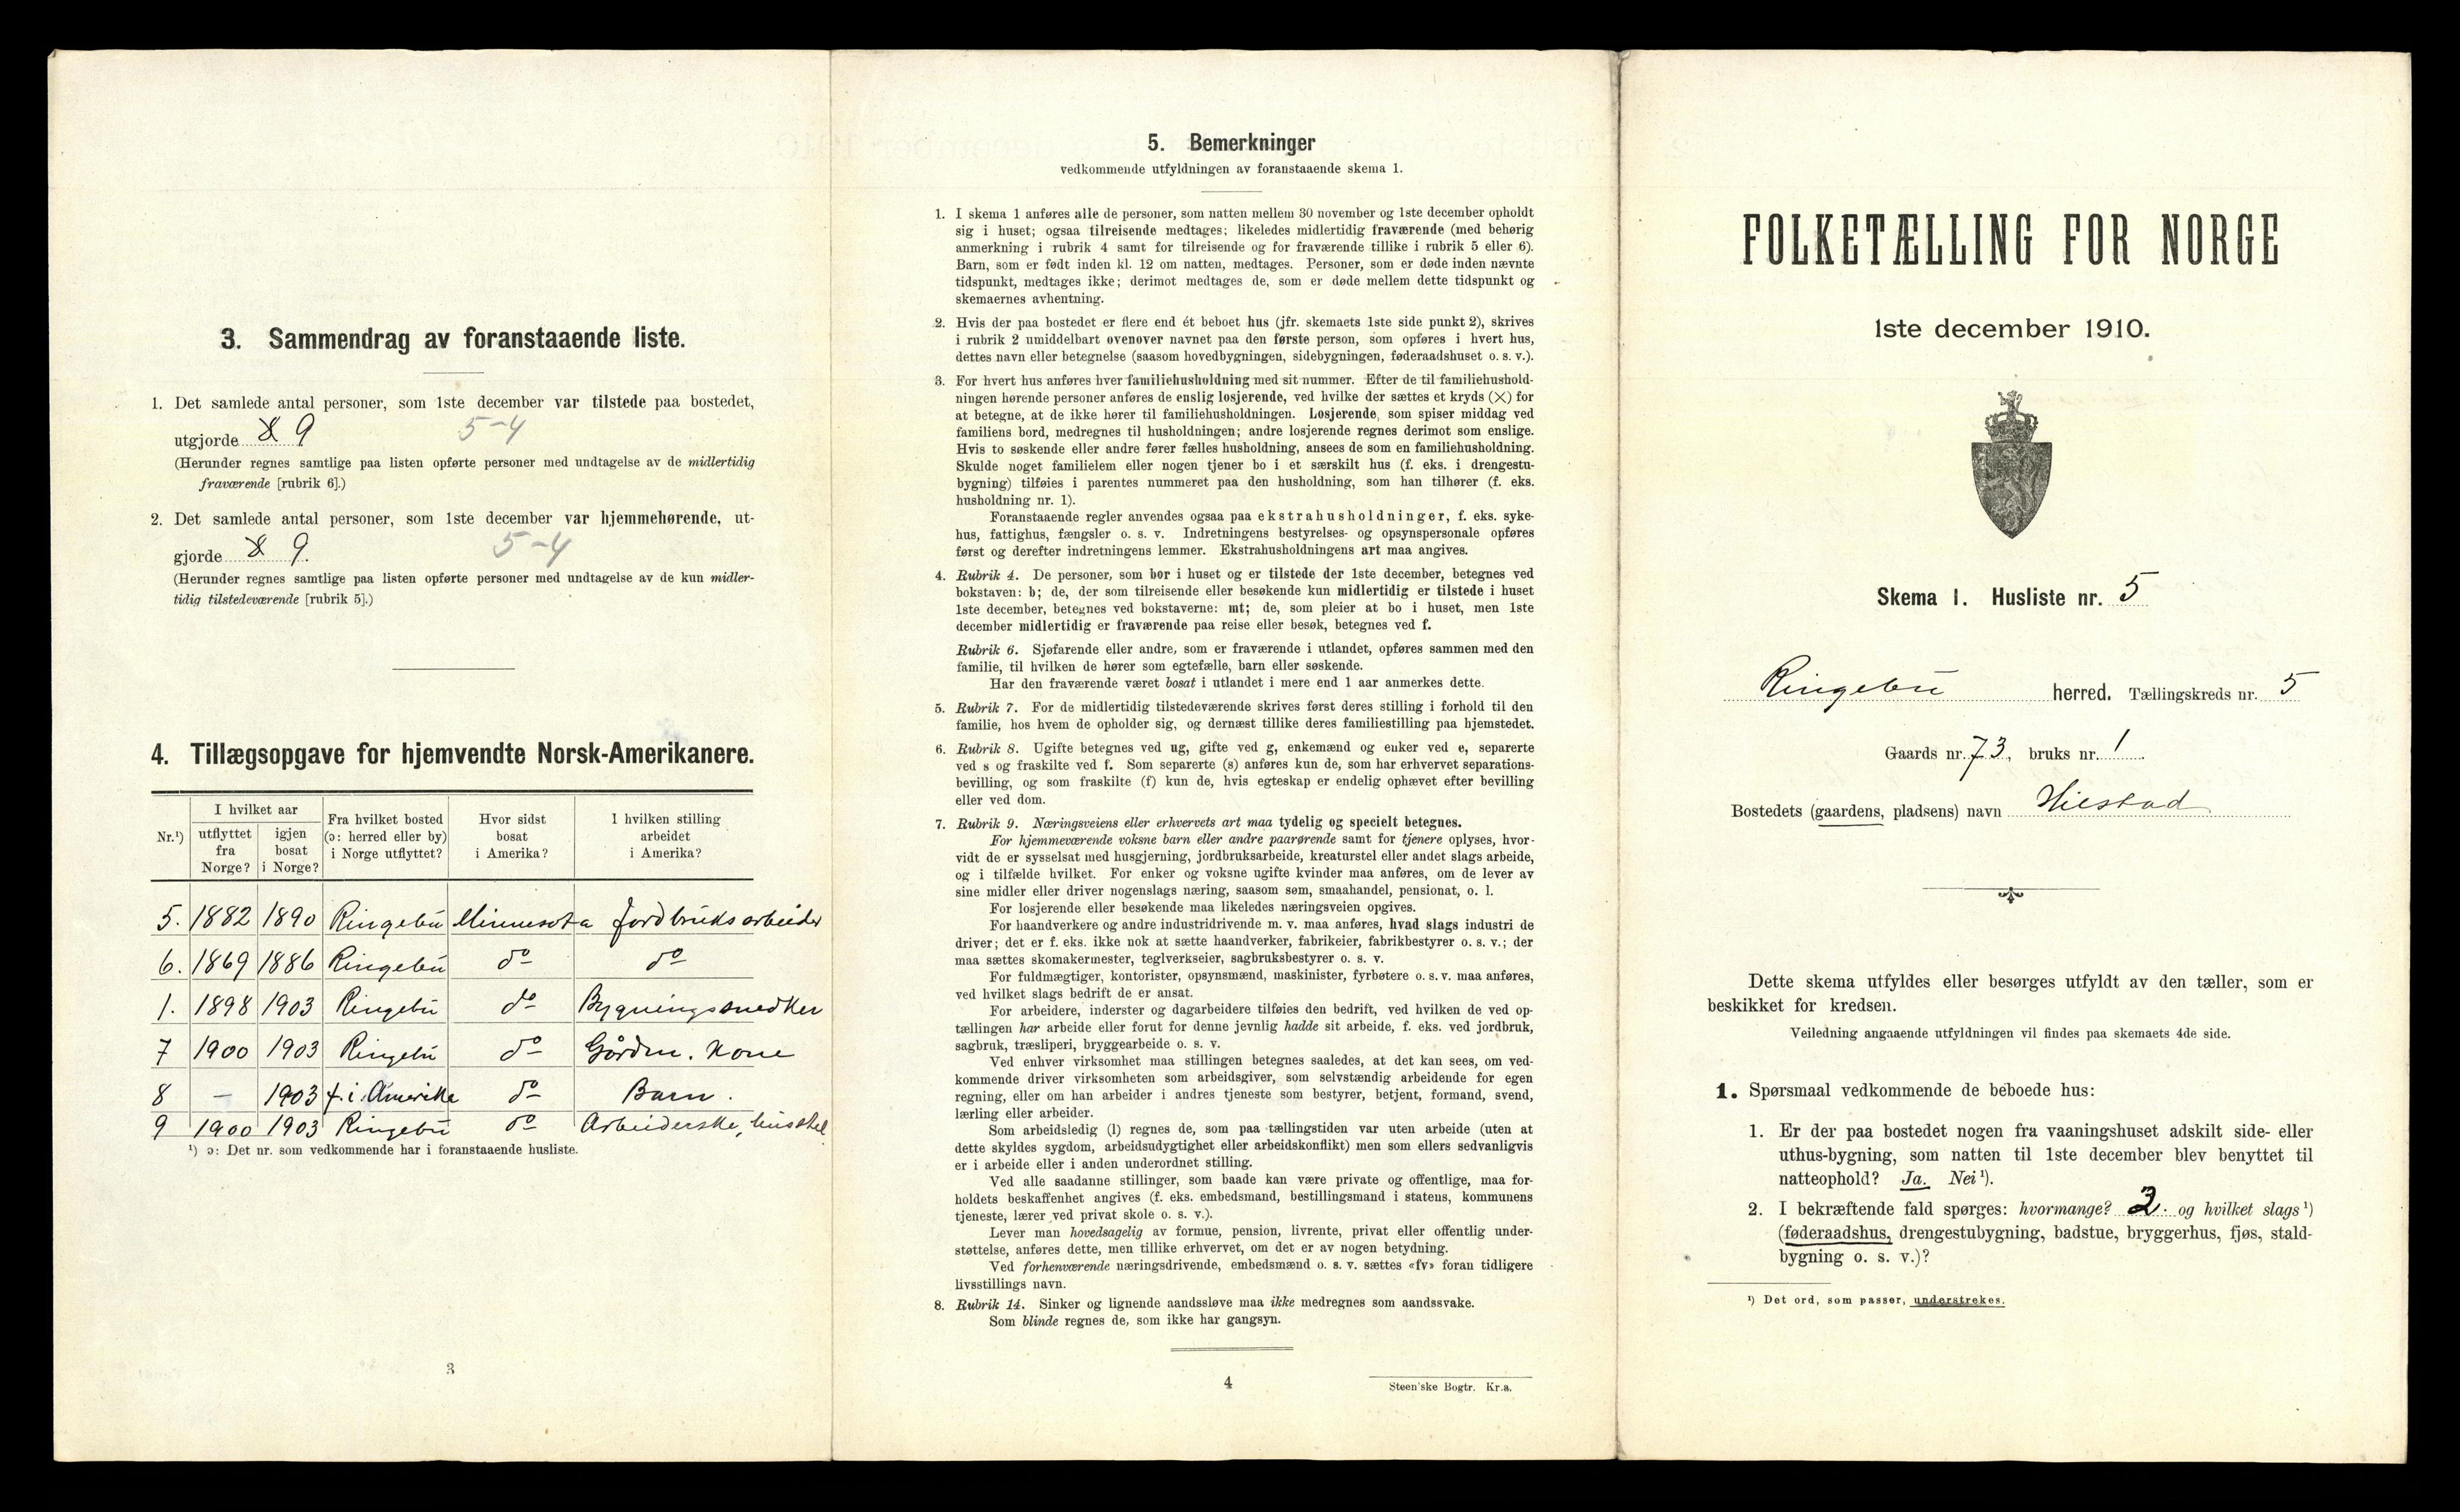 3. Sammendrag av foranstaaende liste.
1. Det samlede antal personer, som 1ste december var tilstede paa bostedet,
utgjorde 8 9 5-4
(Herunder regnes samtlige paa listen opførte personer med undtagelse av de midlertidig
fraværende [rubrik 6].)
2. Det samlede antal personer, som 1ste december var hjemmehørende, ut-
gjorde 8 9. 5-4
(Herunder regnes samtlige paa listen opførte personer med undtagelse av de kun midler-
tidig tilstedeværende [rubrik 5].)
4. Tillægsopgave for hjemvendte Norsk-Amerikanere.
Nr.¹)
I hvilket aar
utflyttet
fra
Norge?
igjen
bosat
i Norge?
Fra hvilket bosted
(ɔ: herred eller by)
i Norge utflyttet?
Hvor sidst
bosat
i Amerika?
I hvilken stilling
arbeidet
i Amerika?
5. 1882 1890 Ringebu Minnesota Jordbruksarbeider
6. 1869 1886 Ringebu do do
1. 1898 1903 Ringebu do Bygningssnedker
7 1900 1903 Ringebu do Gårdm. Kone
8 – 1903 f. i. Amerika do Barn.
9 1900 1903 Ringebu do Arbeiderske, husstel
¹) ɔ: Det nr. som vedkommende har i foranstaaende husliste.
3
5. Bemerkninger
vedkommende utfyldningen av foranstaaende skema 1.
1. I skema 1 anføres alle de personer, som natten mellem 30 november og 1ste december opholdt
sig i huset; ogsaa tilreisende medtages; likeledes midlertidig fraværende (med behørig
anmerkning i rubrik 4 samt for tilreisende og for fraværende tillike i rubrik 5 eller 6).
Barn, som er født inden kl. 12 om natten, medtages. Personer, som er døde inden nævnte
tidspunkt, medtages ikke; derimot medtages de, som er døde mellem dette tidspunkt og
skemaernes avhentning.
2. Hvis der paa bostedet er flere end ét beboet hus (jfr. skemaets 1ste side punkt 2), skrives
i rubrik 2 umiddelbart ovenover navnet paa den første person, som opføres i hvert hus,
dettes navn eller betegnelse (saasom hovedbygningen, sidebygningen, føderaadshuset o. s. v.).
3. For hvert hus anføres hver familiehusholdning med sit nummer. Efter de til familiehushold-
ningen hørende personer anføres de enslig losjerende, ved hvilke der sættes et kryds (×) for
at betegne, at de ikke hører til familiehusholdningen. Losjerende, som spiser middag ved
familiens bord, medregnes til husholdningen; andre losjerende regnes derimot som enslige.
Hvis to søskende eller andre fører fælles husholdning, ansees de som en familiehusholdning.
Skulde noget familielem eller nogen tjener bo i et særskilt hus (f. eks. i drengestu-
bygning) tilføies i parentes nummeret paa den husholdning, som han tilhører (f. eks.
husholdning nr. 1).
Foranstaaende regler anvendes ogsaa paa ekstrahusholdninger, f. eks. syke-
hus, fattighus, fængsler o. s. v. Indretningens bestyrelses- og opsynspersonale opføres
først og derefter indretningens lemmer. Ekstrahusholdningens art maa angives.
4. Rubrik 4. De personer, som bor i huset og er tilstede der 1ste december, betegnes ved
bokstaven: b; de, der som tilreisende eller besøkende kun midlertidig er tilstede i huset
1ste december, betegnes ved bokstaverne: mt; de, som pleier at bo i huset, men 1ste
december midlertidig er fraværende paa reise eller besøk, betegnes ved f.
Rubrik 6. Sjøfarende eller andre, som er fraværende i utlandet, opføres sammen med den
familie, til hvilken de hører som egtefælle, barn eller søskende.
Har den fraværende været bosat i utlandet i mere end 1 aar anmerkes dette.
5. Rubrik 7. For de midlertidig tilstedeværende skrives først deres stilling i forhold til den
familie, hos hvem de opholder sig, og dernæst tillike deres familiestilling paa hjemstedet.
6. Rubrik 8. Ugifte betegnes ved ug, gifte ved g, enkemænd og enker ved e, separerte
ved s og fraskilte ved f. Som separerte (s) anføres kun de, som har erhvervet separations-
bevilling, og som fraskilte (f) kun de, hvis egteskap er endelig ophævet efter bevilling
eller ved dom.
7. Rubrik 9. Næringsveiens eller erhvervets art maa tydelig og specielt betegnes.
For hjemmeværende voksne barn eller andre paarørende samt for tjenere oplyses, hvor-
vidt de er sysselsat med husgjerning, jordbruksarbeide, kreaturstel eller andet slags arbeide,
og i tilfælde hvilket. For enker og voksne ugifte kvinder maa anføres, om de lever av
sine midler eller driver nogenslags næring, saasom søm, smaahandel, pensionat, o. l.
For losjerende eller besøkende maa likeledes næringsveien opgives.
For haandverkere og andre industridrivende m. v. maa anføres, hvad slags industri de
driver; det er f. eks. ikke nok at sætte haandverker, fabrikeier, fabrikbestyrer o. s. v.; der
maa sættes skomakermester, teglverkseier, sagbruksbestyrer o. s. v.
For fuldmægtiger, kontorister, opsynsmænd, maskinister, fyrbøtere o. s. v. maa anføres,
ved hvilket slags bedrift de er ansat.
For arbeidere, inderster og dagarbeidere tilføies den bedrift, ved hvilken de ved op-
tællingen har arbeide eller forut for denne jevnlig hadde sit arbeide, f. eks. ved jordbruk,
sagbruk, træsliperi, bryggearbeide o. s. v.
Ved enhver virksomhet maa stillingen betegnes saaledes, at det kan sees, om ved-
kommende driver virksomheten som arbeidsgiver, som selvstændig arbeidende for egen
regning, eller om han arbeider i andres tjeneste som bestyrer, betjent, formand, svend,
lærling eller arbeider.
Som arbeidsledig (l) regnes de, som paa tællingstiden var uten arbeide (uten at
dette skyldes sygdom, arbeidsudygtighet eller arbeidskonflikt) men som ellers sedvanligvis
er i arbeide eller i anden underordnet stilling.
Ved alle saadanne stillinger, som baade kan være private og offentlige, maa for-
holdets beskaffenhet angives (f. eks. embedsmand, bestillingsmand i statens, kommunens
tjeneste, lærer ved privat skole o. s. v.).
Lever man hovedsagelig av formue, pension, livrente, privat eller offentlig under-
støttelse, anføres dette, men tillike erhvervet, om det er av nogen betydning.
Ved forhenværende næringsdrivende, embedsmænd o. s. v. sættes «fv» foran tidligere
livsstillings navn.
8. Rubrik 14. Sinker og lignende aandssløve maa ikke medregnes som aandssvake.
Som blinde regnes de, som ikke har gangsyn.
4
Steen'ske Bogtr. Kr.a.
FOLKETÆLLING FOR NORGE
1ste december 1910.
Skema 1. Husliste nr. 5
Ringebu herred. Tællingskreds nr. 5
Gaards nr. 73, bruks nr. 1
Bostedets (gaardens, pladsens) navn Hilstad
Dette skema utfyldes eller besørges utfyldt av den tæller, som er
beskikket for kredsen.
Veiledning angaaende utfyldningen vil findes paa skemaets 4de side.
1. Spørsmaal vedkommende de beboede hus:
1. Er der paa bostedet nogen fra vaaningshuset adskilt side- eller
uthus-bygning, som natten til 1ste december blev benyttet til
natteophold? Ja. Nei ¹).
2. I bekræftende fald spørges: hvormange? 2. og hvilket slags ¹)
(føderaadshus, drengestubygning, badstue, bryggerhus, fjøs, stald-
bygning o. s. v.)?
¹) Det ord, som passer, understrekes.